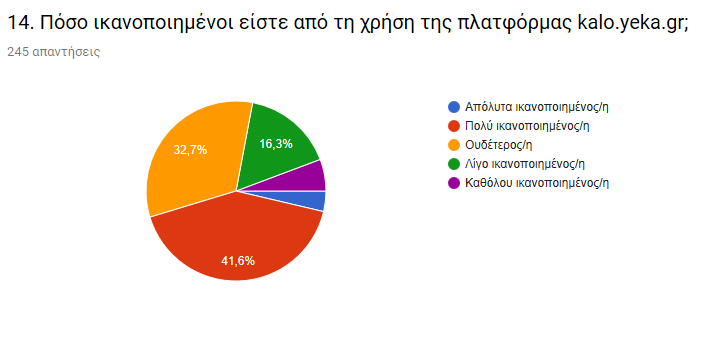 14. Πόσο ικανοποιημένοι είστε από τη χρήση της πλατφόρμας kalo.yeka.gr;
245 απαντήσεις
32,7%
16,3%
41,6%
Απόλυτα ικανοποιημένος/η
Πολύ ικανοποιημένος/η
Ουδέτερος/η
Λίγο ικανοποιημένος/η
Καθόλου ικανοποιημένος/η